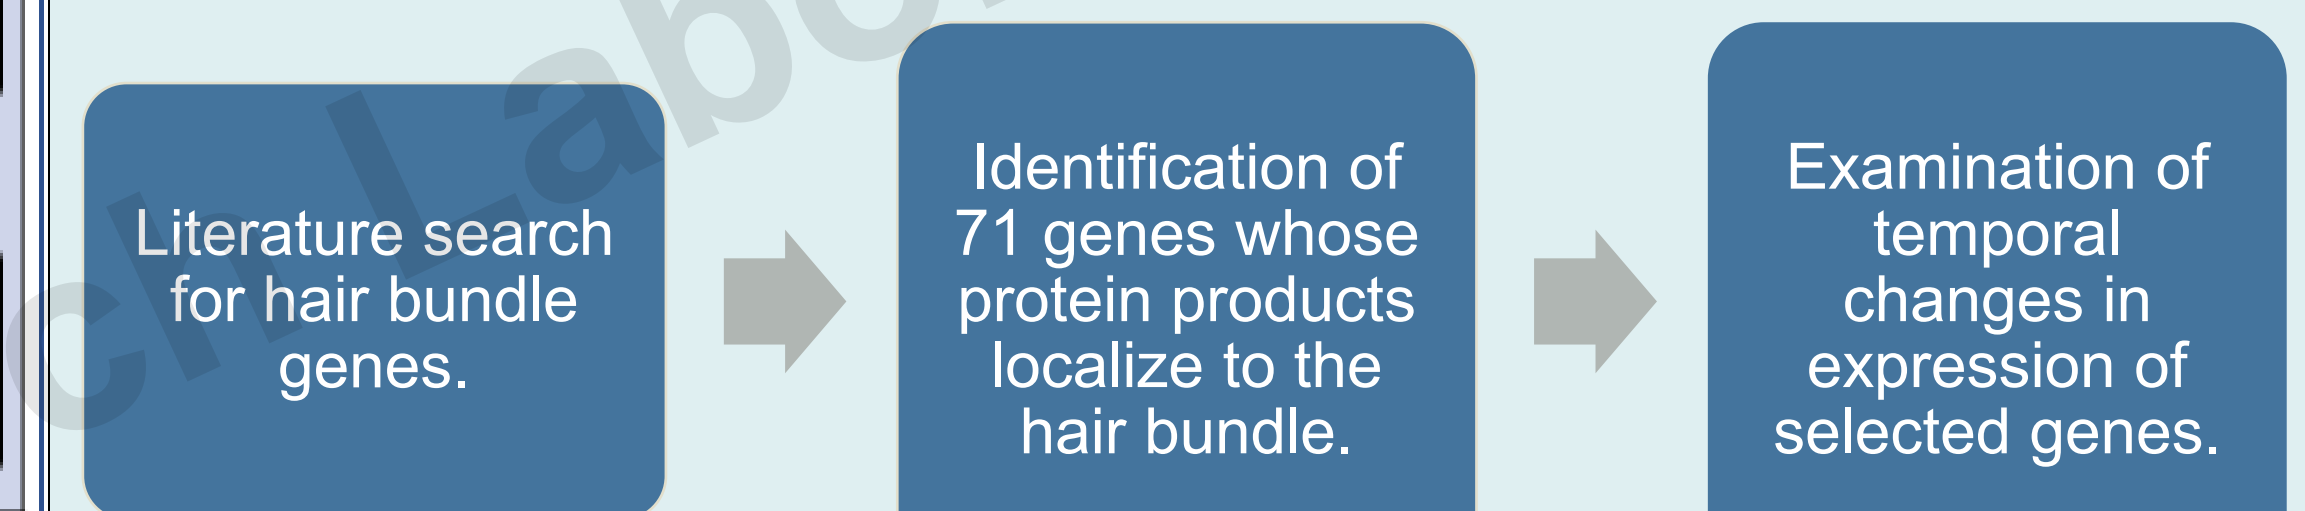 Literature search
for hair bundle
genes.
Identification of
71 genes whose
protein products
localize to the
hair bundle.
Examination of
temporal
changes in
expression of
selected genes.